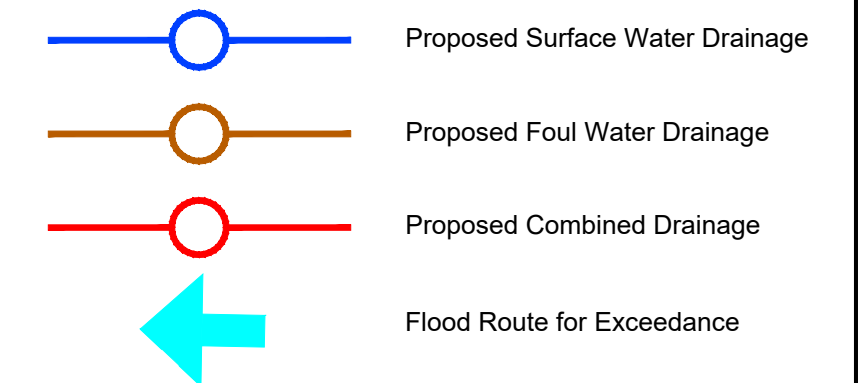 Proposed Surface Water Drainage
Proposed Foul Water Drainage
Proposed Combined Drainage
Flood Route for Exceedance